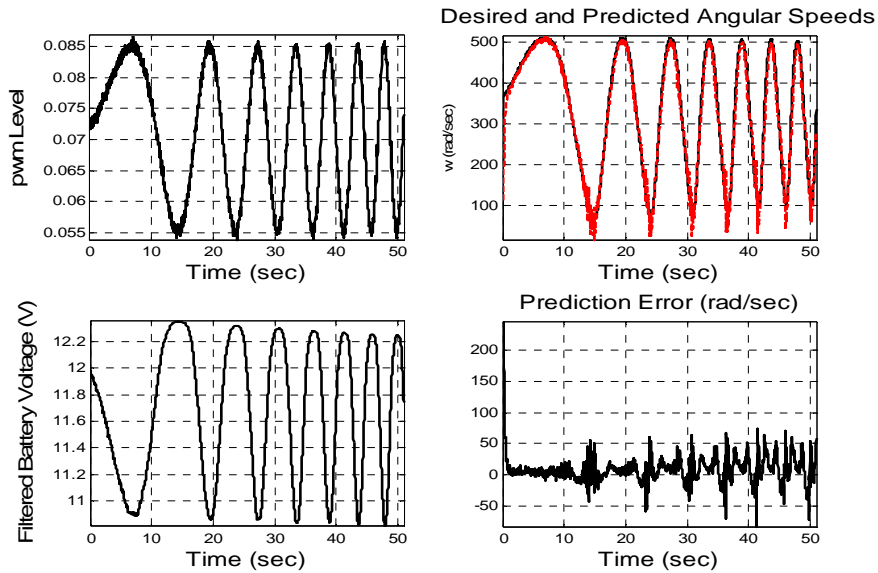 pwm Level
0.085
0.08
0.075
0.07
0.065
0.06
0.055
0 10 20 30 40 50
Time (sec)
Desired and Predicted Angular Speeds
w (rad/sec)
500
400
300
200
100
0 10 20 30 40 50
Time (sec)
Filtered Battery Voltage (V)
12.2
12
11.8
11.6
11.4
11.2
11
0 10 20 30 40 50
Time (sec)
Prediction Error (rad/sec)
200
150
100
50
0
-50
0 10 20 30 40 50
Time (sec)